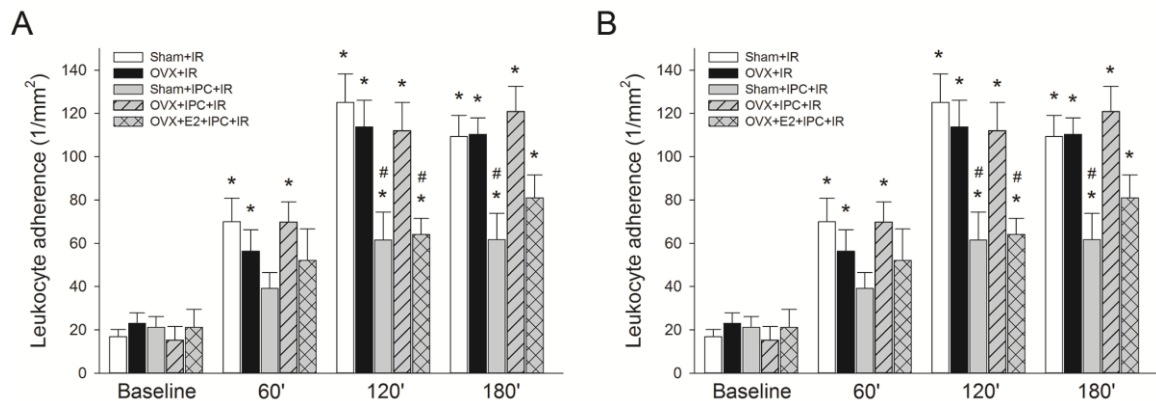 A
Leukocyte adherence (1/mm²)
140
120
100
80
60
40
20
0
Sham+IR
OVX+IR
Sham+IPC+IR
OVX+IPC+IR
OVX+E2+IPC+IR
* * *
* * # * * # *
* * # * * *
Baseline 60' 120' 180'
B
Leukocyte adherence (1/mm²)
140
120
100
80
60
40
20
0
Sham+IR
OVX+IR
Sham+IPC+IR
OVX+IPC+IR
OVX+E2+IPC+IR
* * *
* * # * * # *
* * # * * *
Baseline 60' 120' 180'